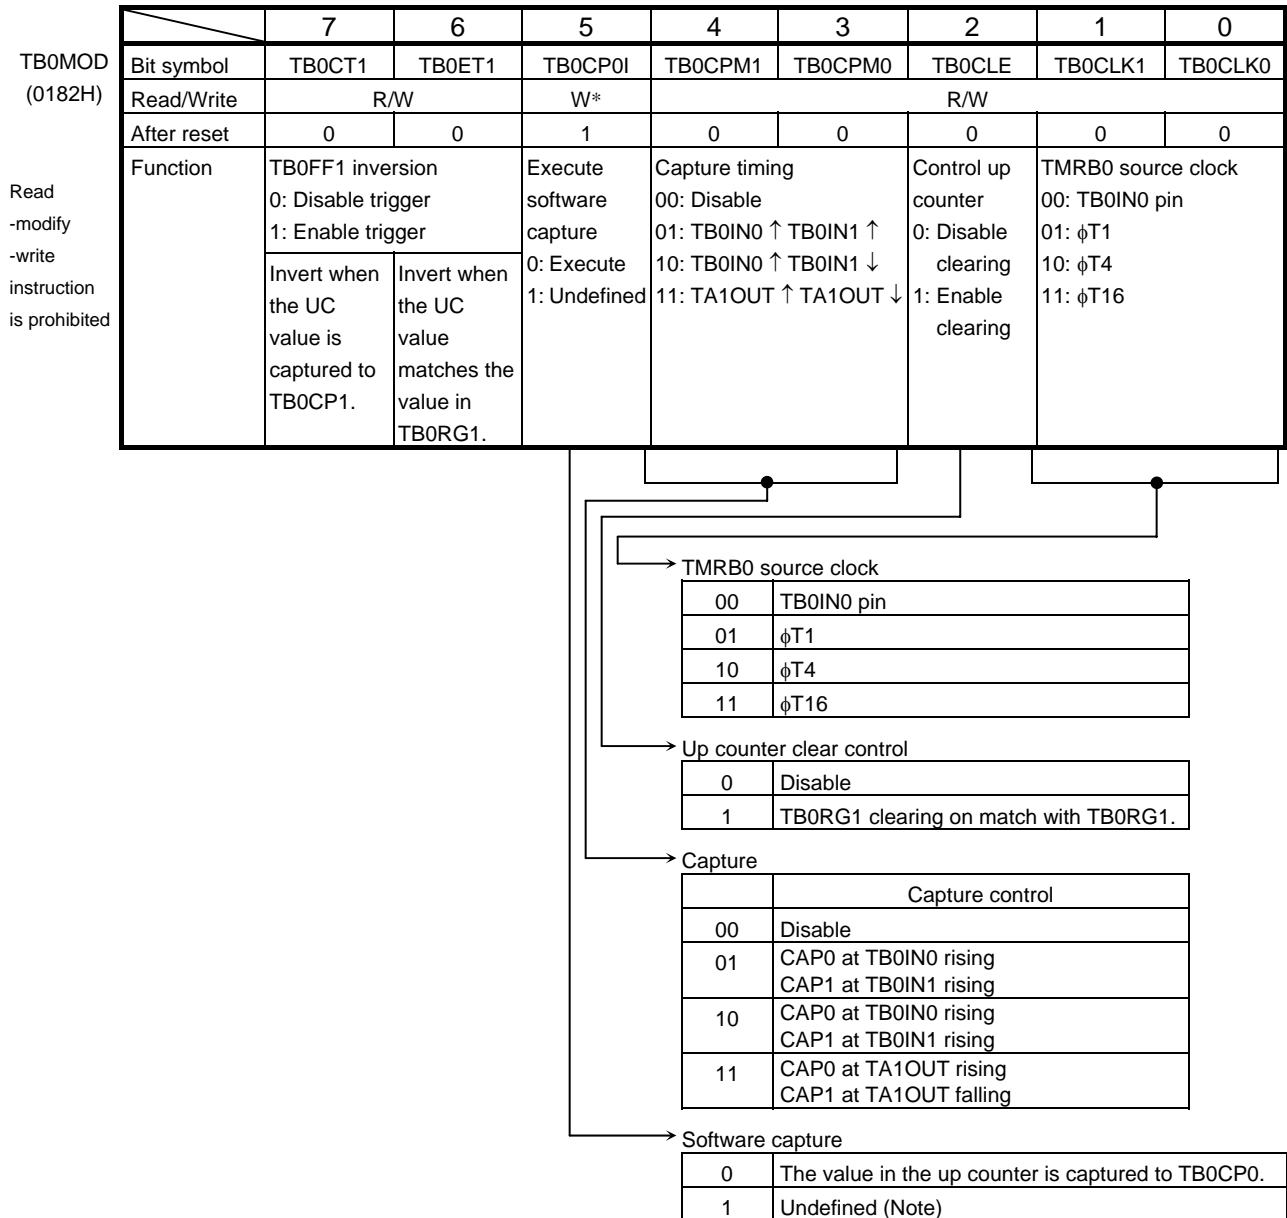 7 6 5 4 3 2 1 0
TB0MOD
(0182H)
Bit symbol TB0CT1 TB0ET1 TB0CP0I TB0CPM1 TB0CPM0 TB0CLE TB0CLK1 TB0CLK0
Read/Write R/W W* R/W
After reset 0 0 1 0 0 0 0 0
Read
-modify
-write
instruction
is prohibited
Function
TB0FF1 inversion
0: Disable trigger
1: Enable trigger
Invert when
the UC
value is
captured to
TB0CP1.
Invert when
the UC
value
matches the
value in
TB0RG1.
Execute
software
capture
0: Execute
1: Undefined
Capture timing
00: Disable
01: TB0IN0 ↑ TB0IN1 ↑
10: TB0IN0 ↑ TB0IN1 ↓
11: TA1OUT ↑ TA1OUT ↓
Control up
counter
0: Disable
clearing
1: Enable
clearing
TMRB0 source clock
00: TB0IN0 pin
01: ϕT1
10: ϕT4
11: ϕT16
TMRB0 source clock
00 TB0IN0 pin
01 ϕT1
10 ϕT4
11 ϕT16
Up counter clear control
0 Disable
1 TB0RG1 clearing on match with TB0RG1.
Capture
Capture control
00 Disable
01 CAP0 at TB0IN0 rising
CAP1 at TB0IN1 rising
10 CAP0 at TB0IN0 rising
CAP1 at TB0IN1 rising
11 CAP0 at TA1OUT rising
CAP1 at TA1OUT falling
Software capture
0 The value in the up counter is captured to TB0CP0.
1 Undefined (Note)